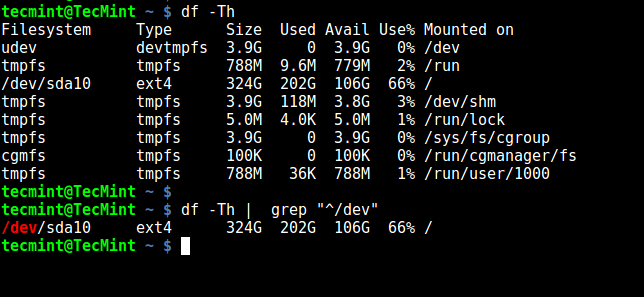 tecmint@TecMint ~ $ df -Th
Filesystem     Type      Size  Used Avail Use% Mounted on
udev           devtmpfs  3.9G     0  3.9G   0% /dev
tmpfs          tmpfs     788M  9.6M  779M   2% /run
/dev/sda10     ext4      324G  202G  106G  66% /
tmpfs          tmpfs     3.9G  118M  3.8G   3% /dev/shm
tmpfs          tmpfs     5.0M  4.0K  5.0M   1% /run/lock
tmpfs          tmpfs     3.9G     0  3.9G   0% /sys/fs/cgroup
cgmfs          tmpfs     100K     0  100K   0% /run/cgmanager/fs
tmpfs          tmpfs     788M   36K  788M   1% /run/user/1000
tecmint@TecMint ~ $
tecmint@TecMint ~ $ df -Th |  grep "^/dev"
/dev/sda10     ext4      324G  202G  106G  66% /
tecmint@TecMint ~ $